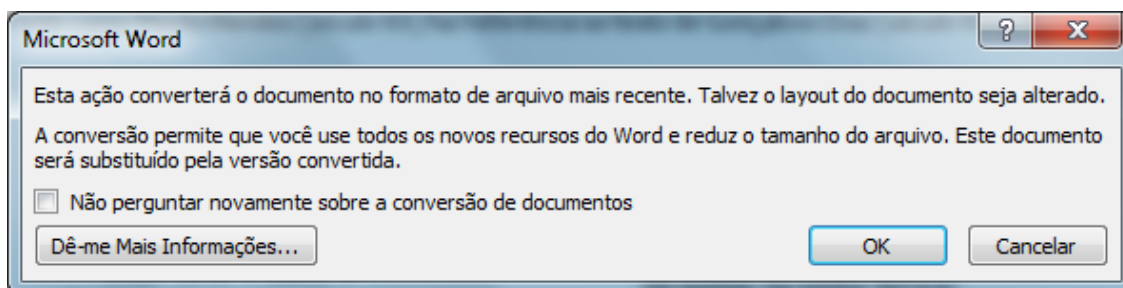 Microsoft Word
Esta ação converterá o documento no formato de arquivo mais recente. Talvez o layout do documento seja alterado.
A conversão permite que você use todos os novos recursos do Word e reduz o tamanho do arquivo. Este documento
será substituído pela versão convertida.
Não perguntar novamente sobre a conversão de documentos
Dê-me Mais Informações...
OK
Cancelar